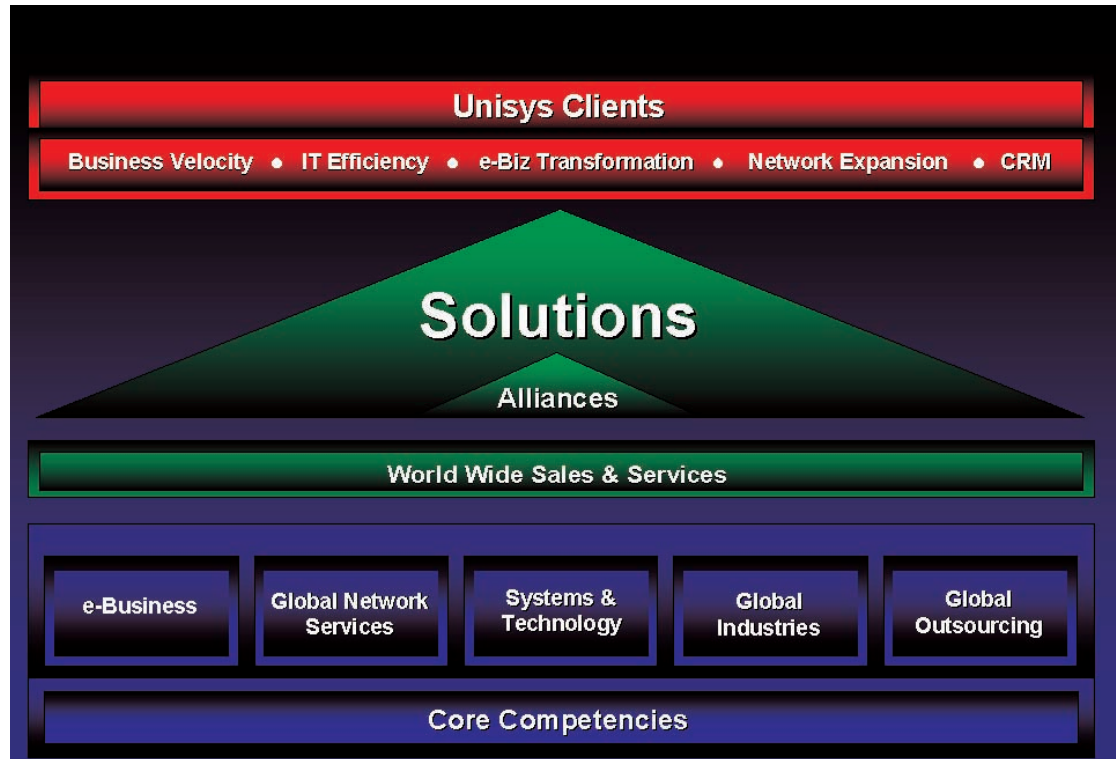 Unisys Clients
Business Velocity • IT Efficiency • e-Biz Transformation • Network Expansion • CRM
Solutions
Alliances
World Wide Sales & Services
e-Business
Global Network
Services
Systems &
Technology
Global
Industries
Global
Outsourcing
Core Competencies